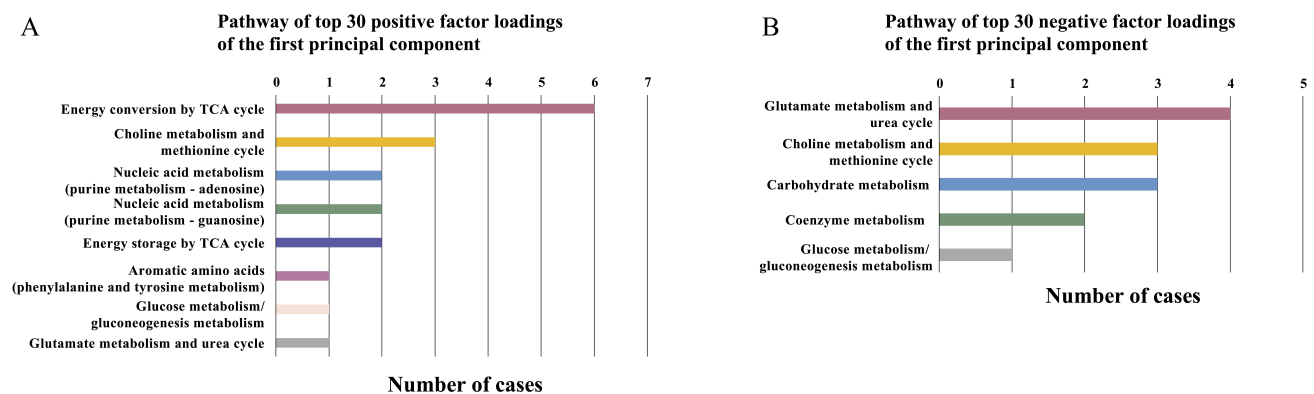 A
Pathway of top 30 positive factor loadings
of the first principal component
0 1 2 3 4 5 6 7
Energy conversion by TCA cycle
Choline metabolism and
methionine cycle
Nucleic acid metabolism
(purine metabolism - adenosine)
Nucleic acid metabolism
(purine metabolism - guanosine)
Energy storage by TCA cycle
Aromatic amino acids
(phenylalanine and tyrosine metabolism)
Glucose metabolism/
gluconeogenesis metabolism
Glutamate metabolism and urea cycle
Number of cases
B
Pathway of top 30 negative factor loadings
of the first principal component
0 1 2 3 4 5
Glutamate metabolism and
urea cycle
Choline metabolism and
methionine cycle
Carbohydrate metabolism
Coenzyme metabolism
Glucose metabolism/
gluconeogenesis metabolism
Number of cases